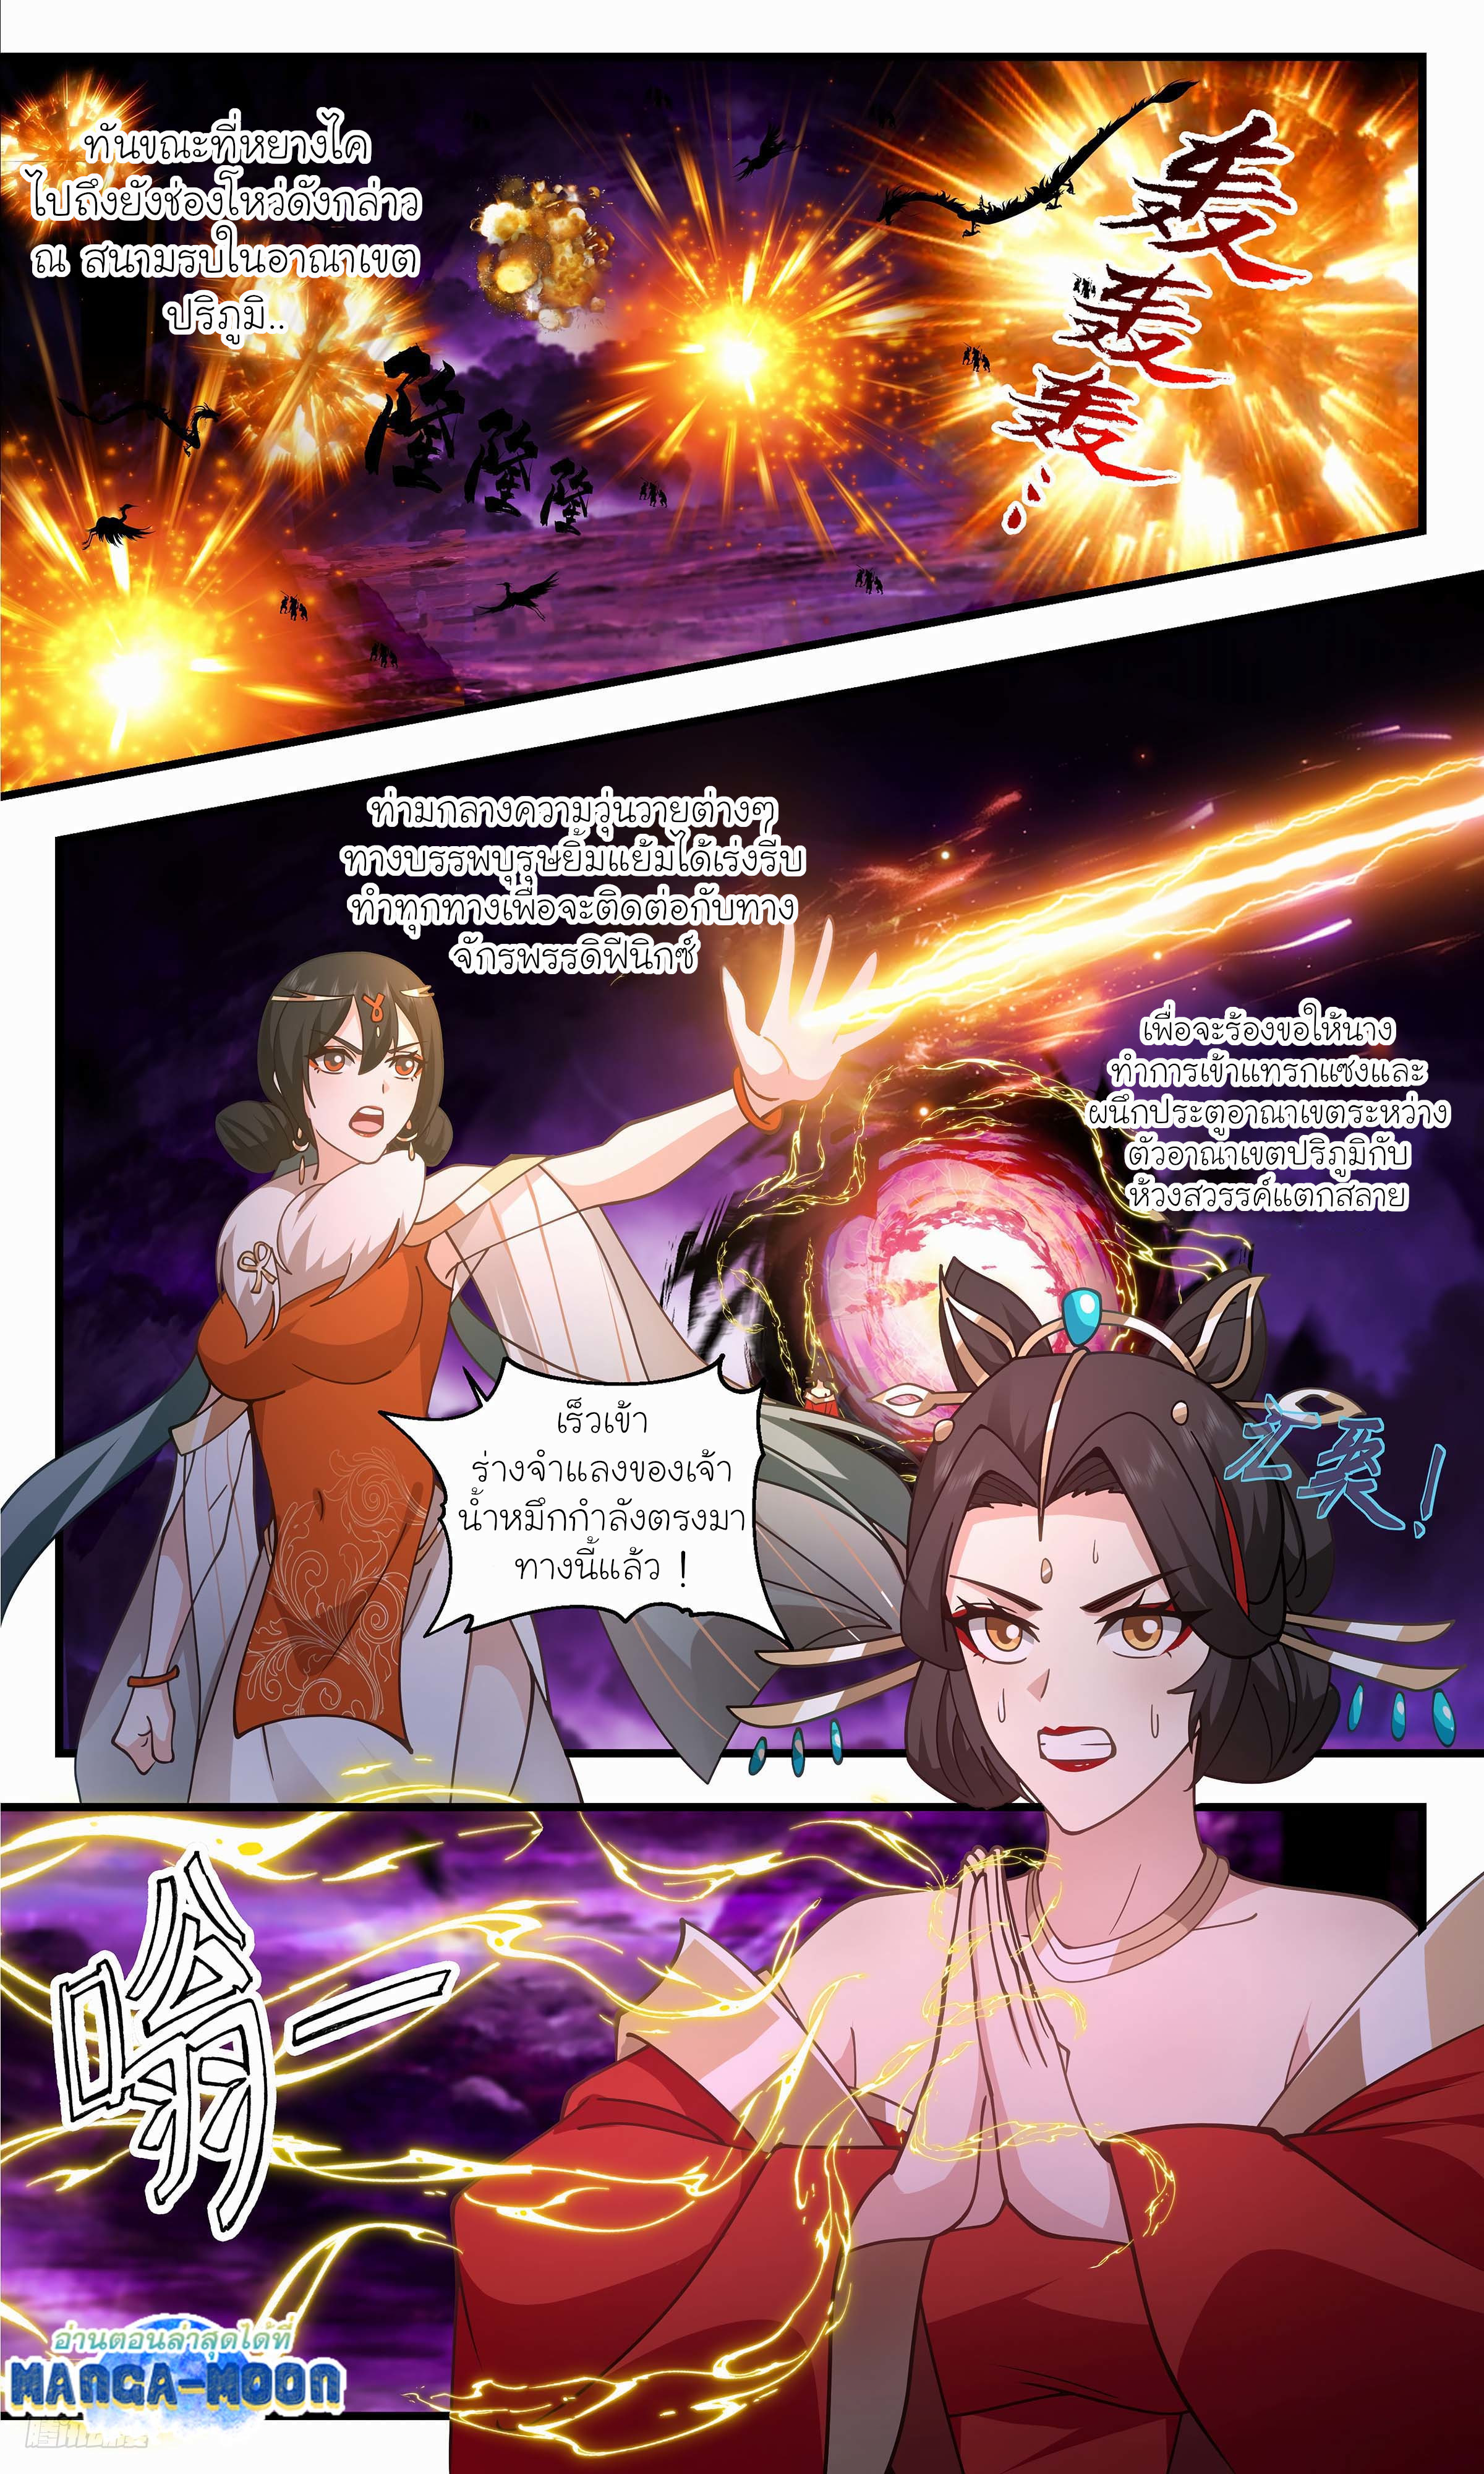 ทันขณะที่หยางไค
ไปถึงยังช่องโหว่ดังกล่าว
ณ สนามรบในอาณาเขต
ปริภูมิ..
轰
轰
轰...
隆隆隆
ท่ามกลางความวุ่นวายต่างๆ
ทางบรรพบุรุษยิ้มแย้มได้เร่งรีบ
ทำทุกทางเพื่อจะติดต่อกับทาง
จักรพรรดิฟีนิกซ์
เพื่อจะร้องขอให้นาง
ทำการเข้าแทรกแซงและ
ผนึกประตูอาณาเขตระหว่าง
ตัวอาณาเขตปริภูมิกับ
ห้วงสวรรค์แตกสลาย
เร็วเข้า
ร่างจำแลงของเจ้า
น้ำหมึกกำลังตรงมา
ทางนี้แล้ว !
嗡一
อ่านตอนล่าสุดได้ที่
MANGA-MOON